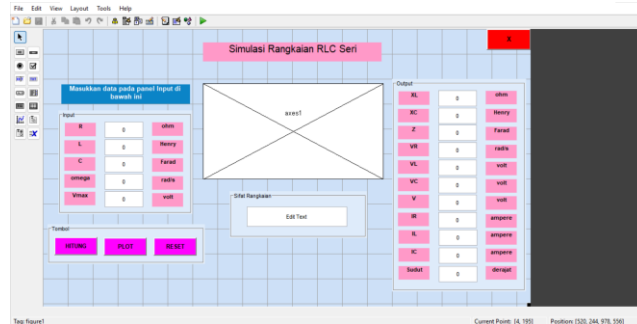 File Edit View Layout Tools Help
Simulasi Rangkaian RLC Seri
X
Masukkan data pada panel Input di
bawah ini
Input
R 0 ohm
L 0 Henry
C 0 Farad
omega 0 rad/s
Vmax 0 volt
axes1
Sifat Rangkaian
Edit Text
Tombol
HITUNG PLOT RESET
Output
XL 0 ohm
XC 0 Henry
Z 0 Farad
VR 0 rad/s
VL 0 volt
VC 0 volt
V 0 volt
IR 0 ampere
IL 0 ampere
IC 0 ampere
Sudut 0 derajat
Tag: figure1
Current Point: [4, 195] Position: [520, 244, 978, 556]